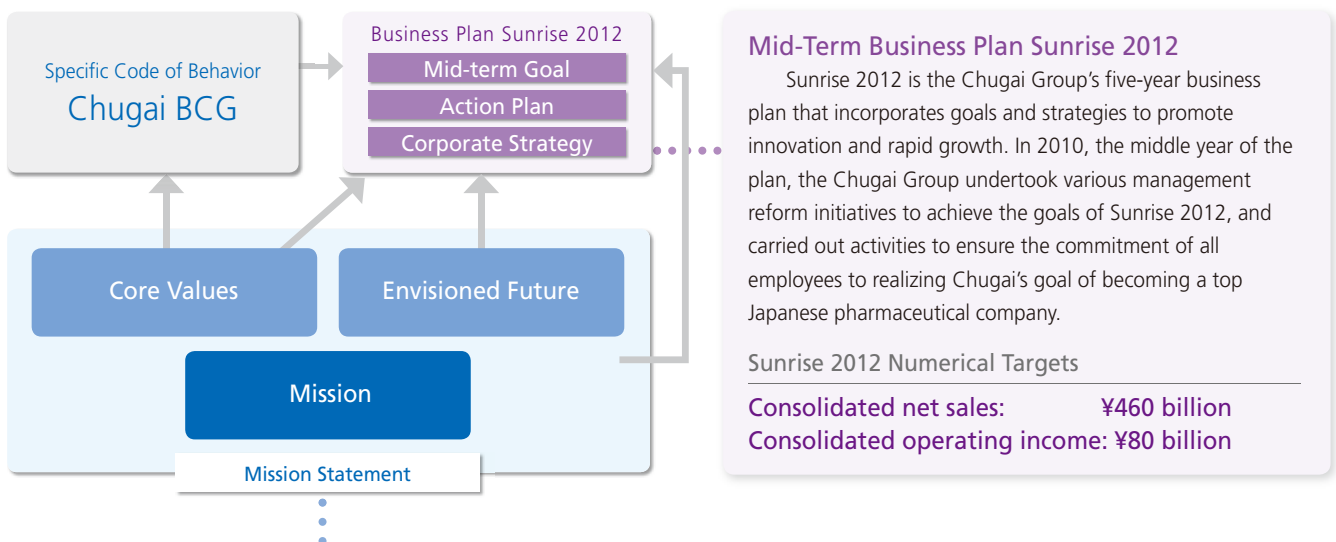 Specific Code of Behavior
Chugai BCG
Business Plan Sunrise 2012
Mid-term Goal
Action Plan
Corporate Strategy
Core Values
Envisioned Future
Mission
Mission Statement
Mid-Term Business Plan Sunrise 2012
Sunrise 2012 is the Chugai Group's five-year business
plan that incorporates goals and strategies to promote
innovation and rapid growth. In 2010, the middle year of the
plan, the Chugai Group undertook various management
reform initiatives to achieve the goals of Sunrise 2012, and
carried out activities to ensure the commitment of all
employees to realizing Chugai's goal of becoming a top
Japanese pharmaceutical company.
Sunrise 2012 Numerical Targets
Consolidated net sales: ¥460 billion
Consolidated operating income: ¥80 billion